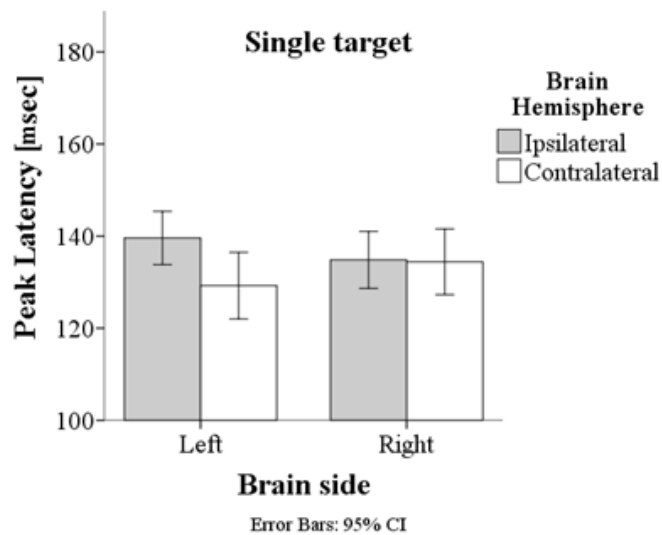 Single target
Peak Latency [msec]
180
160
140
120
100
Left
Right
Brain side
Error Bars: 95% CI
Brain
Hemisphere
Ipsilateral
Contralateral